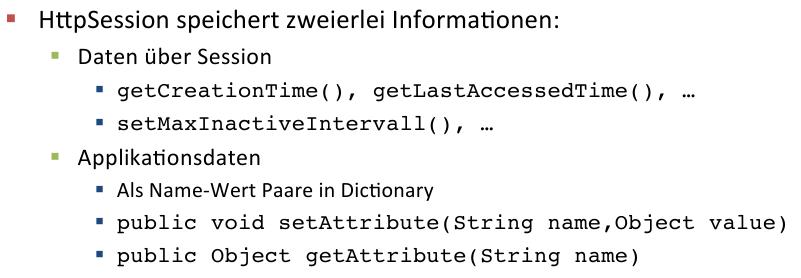 HttpSession speichert zweierlei Informationen:
Daten über Session
getCreationTime(), getLastAccessedTime(), …
setMaxInactiveIntervall(), …
Applikationsdaten
Als Name-Wert Paare in Dictionary
public void setAttribute(String name,Object value)
public Object getAttribute(String name)